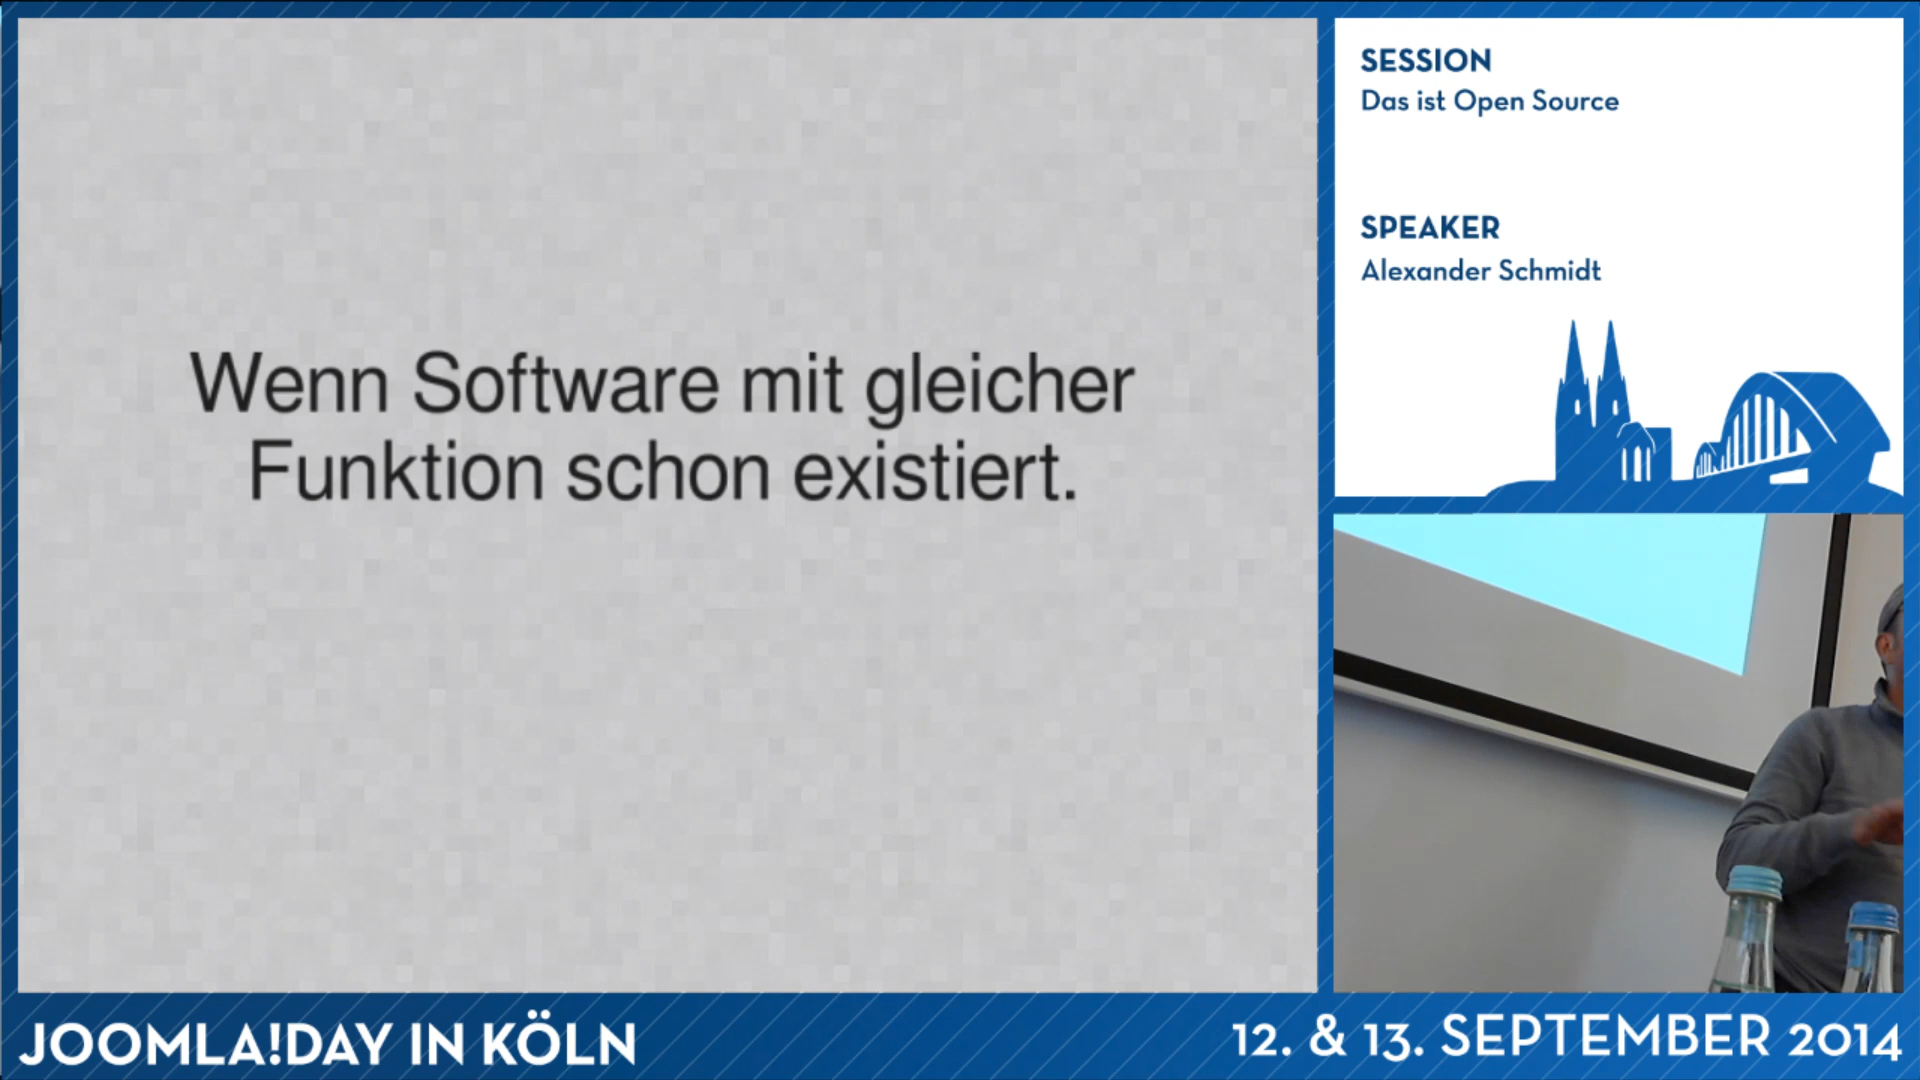 Wenn Software mit gleicher
Funktion schon existiert.
SESSION
Das ist Open Source
SPEAKER
Alexander Schmidt
JOOMLA!DAY IN KÖLN
12. & 13. SEPTEMBER 2014